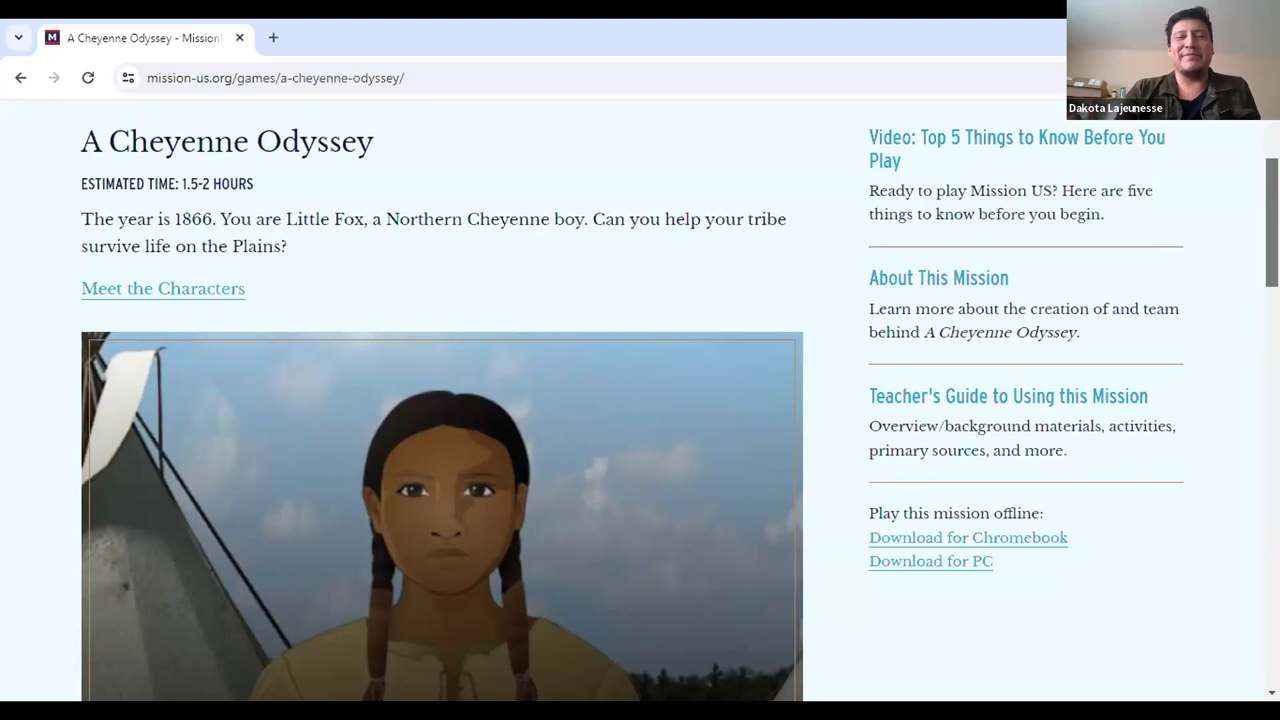 A Cheyenne Odyssey - Mission
mission-us.org/games/a-cheyenne-odyssey/
Dakota Lajeunesse
A Cheyenne Odyssey
ESTIMATED TIME: 1.5-2 HOURS
The year is 1866. You are Little Fox, a Northern Cheyenne boy. Can you help your tribe
survive life on the Plains?
Meet the Characters
Video: Top 5 Things to Know Before You
Play
Ready to play Mission US? Here are five
things to know before you begin.
About This Mission
Learn more about the creation of and team
behind A Cheyenne Odyssey.
Teacher's Guide to Using this Mission
Overview/background materials, activities,
primary sources, and more.
Play this mission offline:
Download for Chromebook
Download for PC